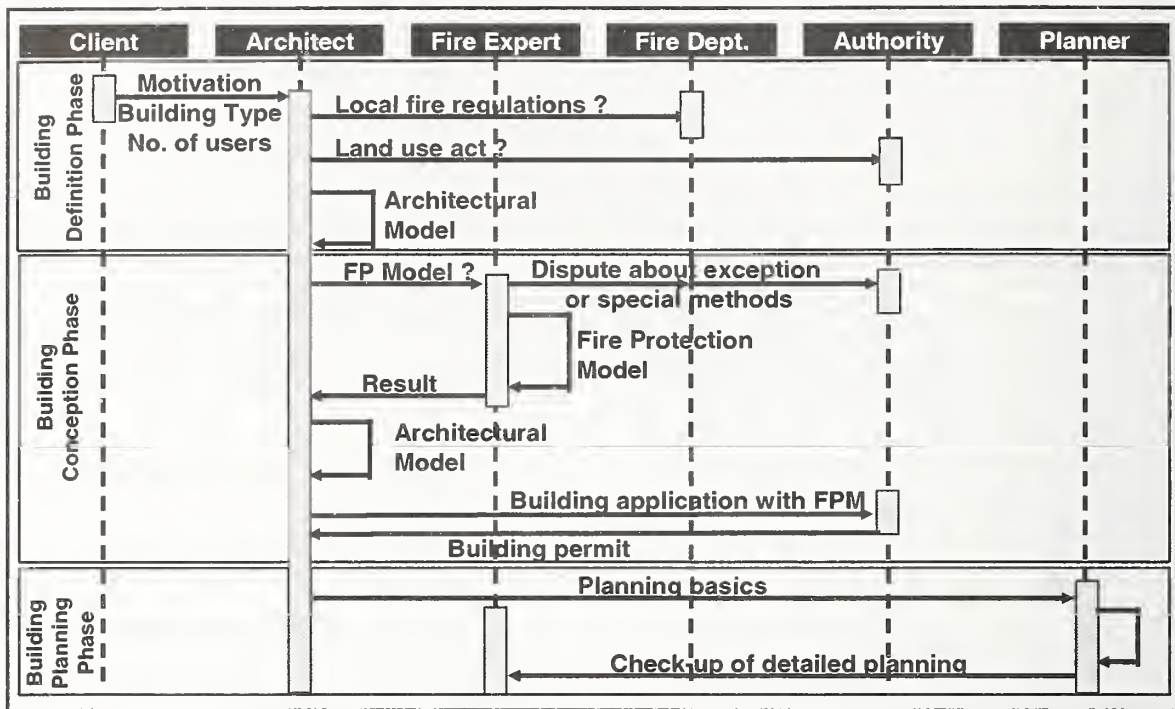 Client
Architect
Fire Expert
Fire Dept.
Authority
Planner
Building
Definition Phase
Motivation
Building Type
No. of users
Local fire regulations ?
Land use act ?
Architectural
Model
Building
Conception Phase
FP Model ?
Dispute about exception
or special methods
Fire Protection
Model
Result
Architectural
Model
Building application with FPM
Building permit
Building
Planning
Phase
Planning basics
Check-up of detailed planning